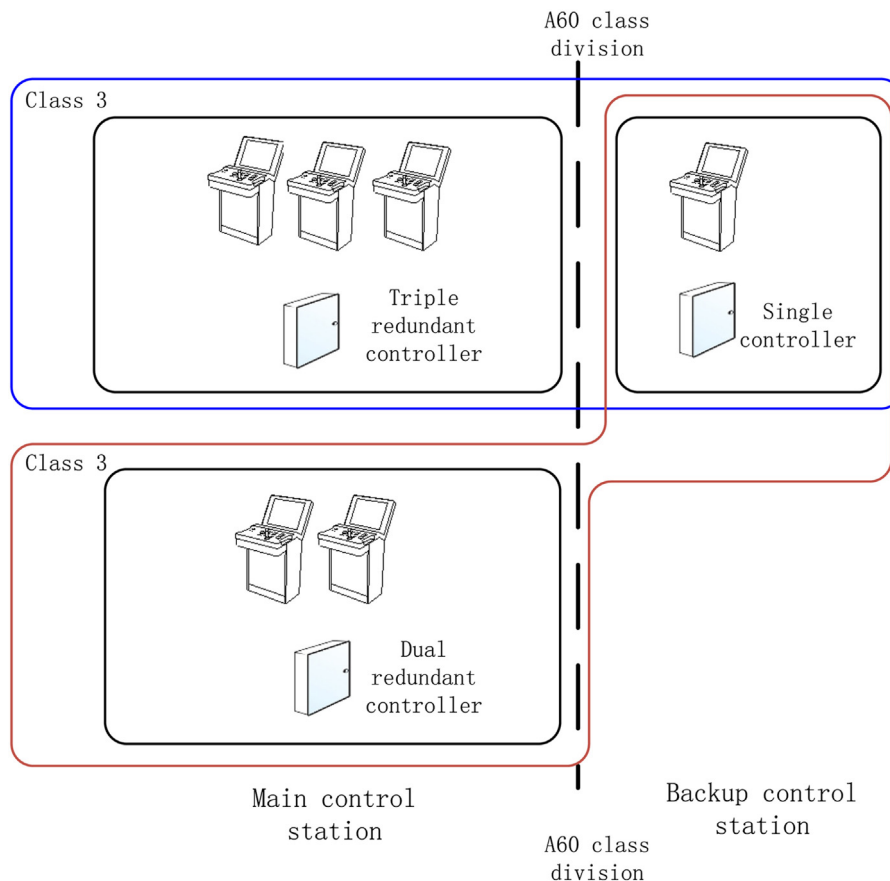 A60 class
division
Class 3
Triple
redundant
controller
Single
controller
Class 3
Dual
redundant
controller
Main control
station
Backup control
station
A60 class
division